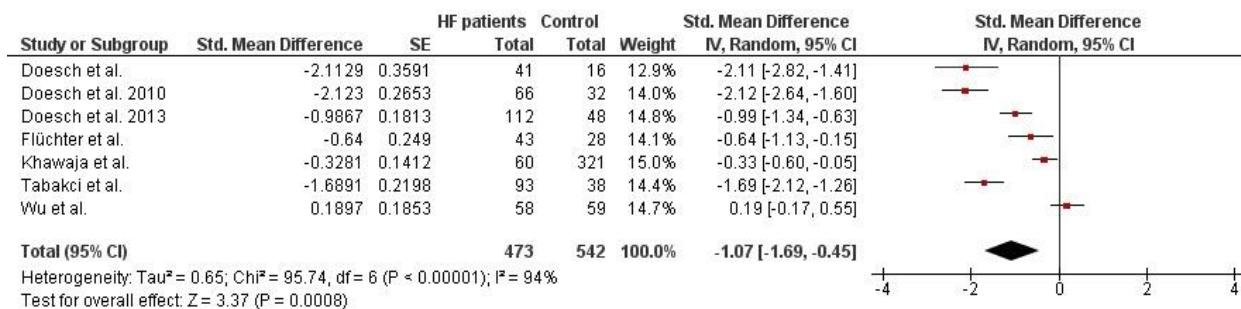 HF patients Control Std. Mean Difference Std. Mean Difference
Study or Subgroup Std. Mean Difference SE Total Total Weight IV, Random, 95% CI IV, Random, 95% CI
Doesch et al. -2.1129 0.3591 41 16 12.9% -2.11 [-2.82, -1.41]
Doesch et al. 2010 -2.123 0.2653 66 32 14.0% -2.12 [-2.64, -1.60]
Doesch et al. 2013 -0.9867 0.1813 112 48 14.8% -0.99 [-1.34, -0.63]
Flüchter et al. -0.64 0.249 43 28 14.1% -0.64 [-1.13, -0.15]
Khawaja et al. -0.3281 0.1412 60 321 15.0% -0.33 [-0.60, -0.05]
Tabakci et al. -1.6891 0.2198 93 38 14.4% -1.69 [-2.12, -1.26]
Wu et al. 0.1897 0.1853 58 59 14.7% 0.19 [-0.17, 0.55]
Total (95% CI) 473 542 100.0% -1.07 [-1.69, -0.45]
Heterogeneity: Tau² = 0.65; Chi² = 95.74, df = 6 (P < 0.00001); I² = 94%
Test for overall effect: Z = 3.37 (P = 0.0008)
-4 -2 0 2 4